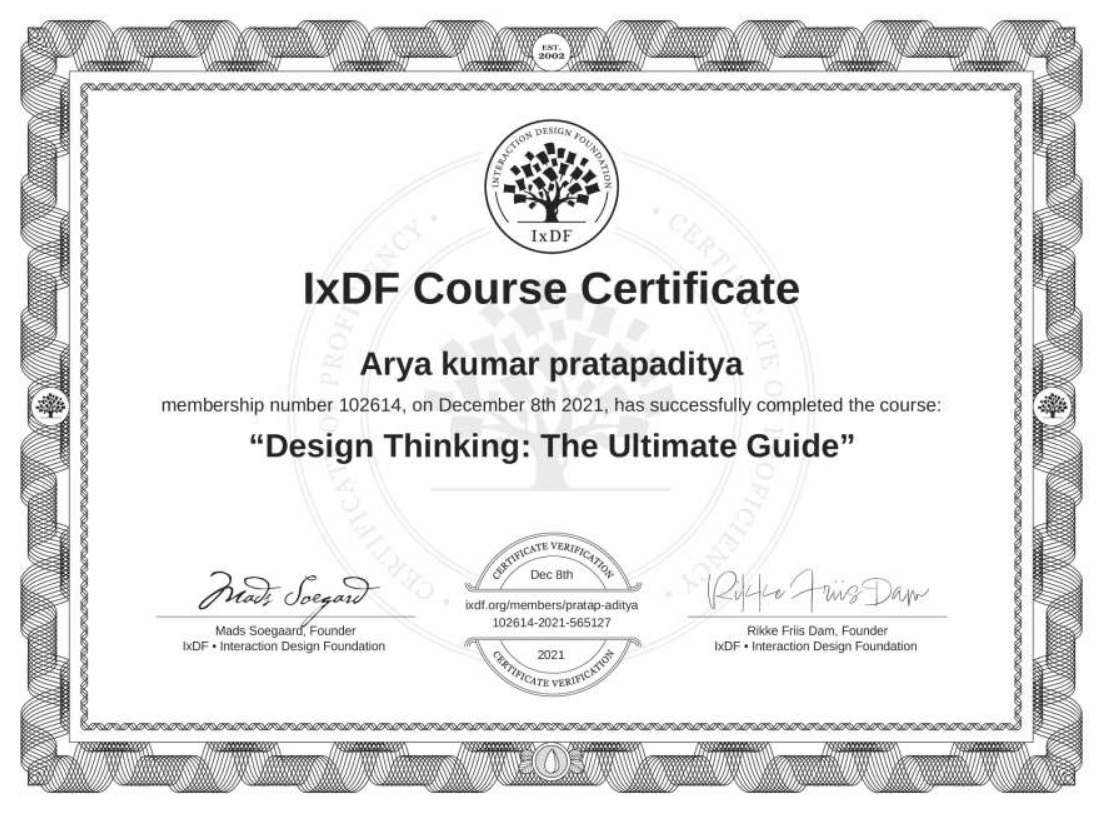 EST.
2002
INTERACTION DESIGN FOUNDATION
IxDF
IxDF Course Certificate
Arya kumar pratapaditya
membership number 102614, on December 8th 2021, has successfully completed the course:
“Design Thinking: The Ultimate Guide”
• CERTIFICATE OF PROFICIENCY •
• CERTIFICATE OF PROFICIENCY •
Mads Soegaard
Mads Soegaard, Founder
IxDF • Interaction Design Foundation
CERTIFICATE VERIFICATION
Dec 8th
ixdf.org/members/pratap-aditya
102614-2021-565127
2021
CERTIFICATE VERIFICATION
Rikke Friis Dam
Rikke Friis Dam, Founder
IxDF • Interaction Design Foundation